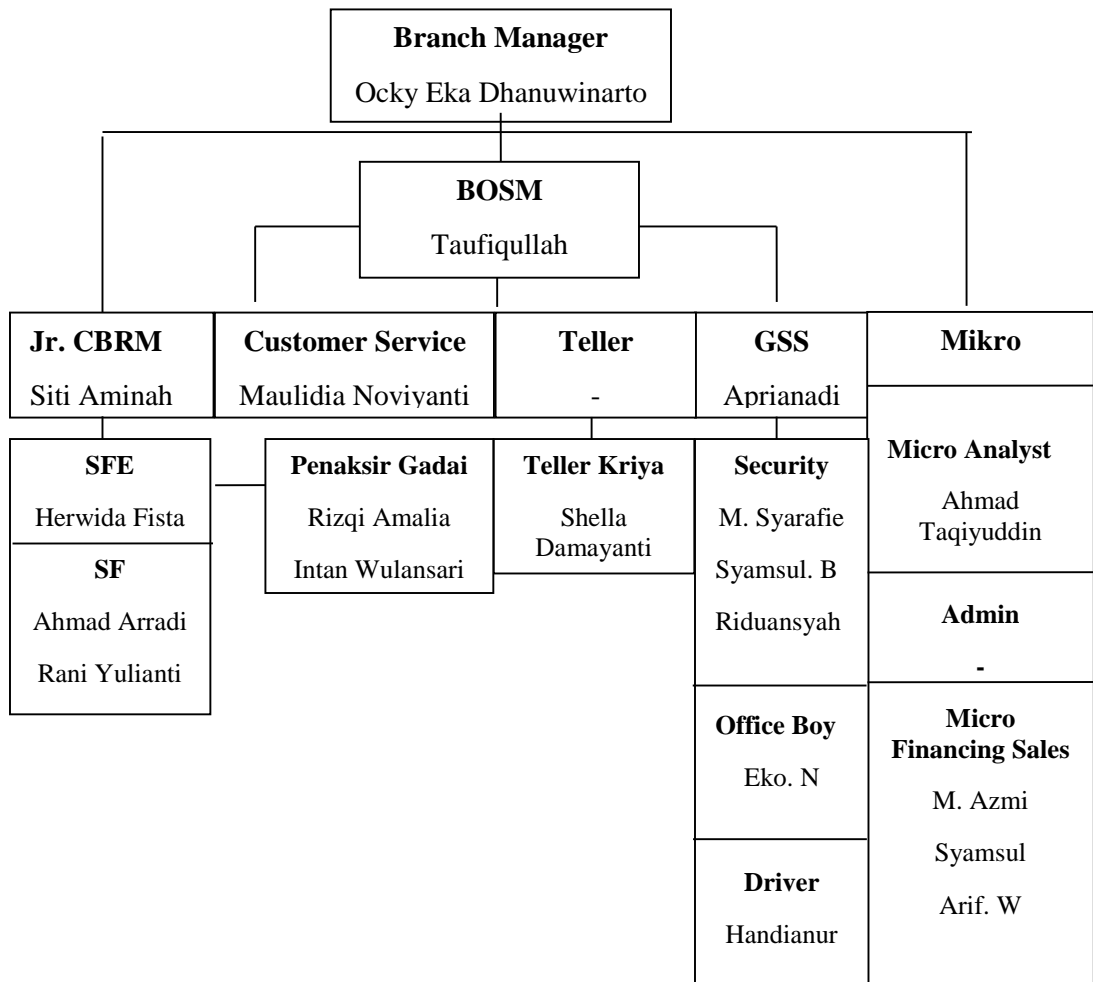 Branch Manager
Ocky Eka Dhanuwinarto
BOSM
Taufiqullah
Jr. CBRM
Siti Aminah
Customer Service
Maulidia Noviyanti
Teller
-
GSS
Aprianadi
Mikro
SFE
Herwida Fista
SF
Ahmad Arradi
Rani Yulianti
Penaksir Gadai
Rizqi Amalia
Intan Wulansari
Teller Kriya
Shella
Damayanti
Security
M. Syarafie
Syamsul. B
Riduansyah
Office Boy
Eko. N
Driver
Handianur
Micro Analyst
Ahmad
Taqiyuddin
Admin
-
Micro
Financing Sales
M. Azmi
Syamsul
Arif. W